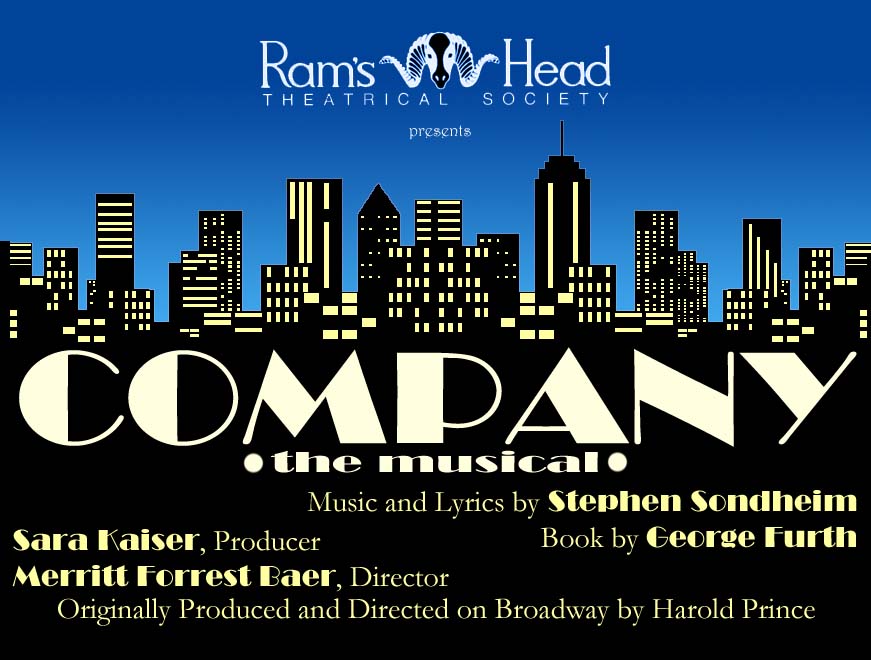 Ram's Head
THEATRICAL SOCIETY
presents
COMPANY
•the musical•
Music and Lyrics by Stephen Sondheim
Book by George Furth
Sara Kaiser, Producer
Merritt Forrest Baer, Director
Originally Produced and Directed on Broadway by Harold Prince